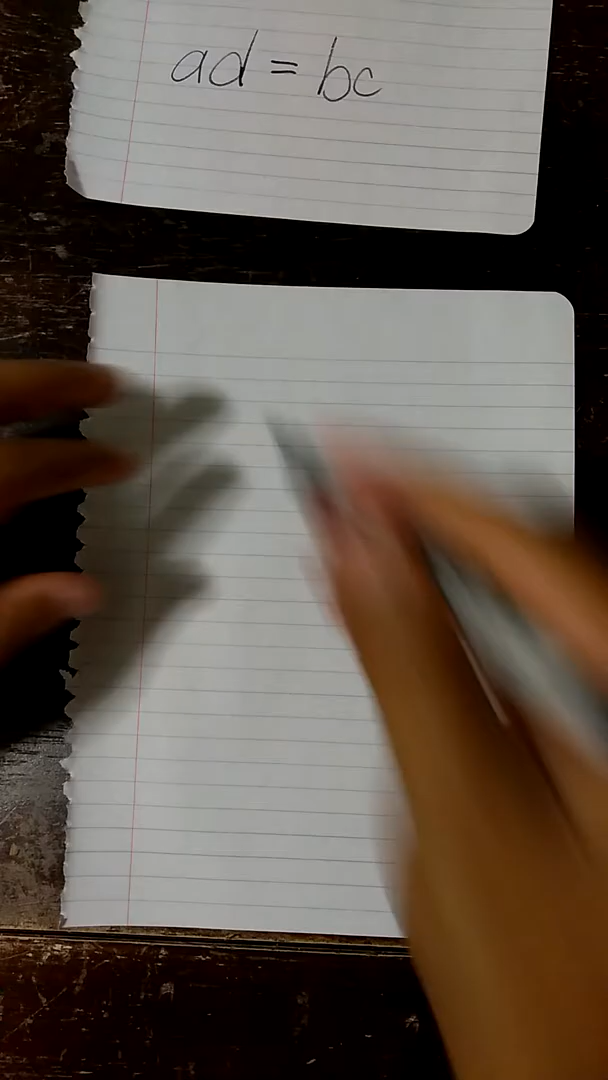 ad = bc